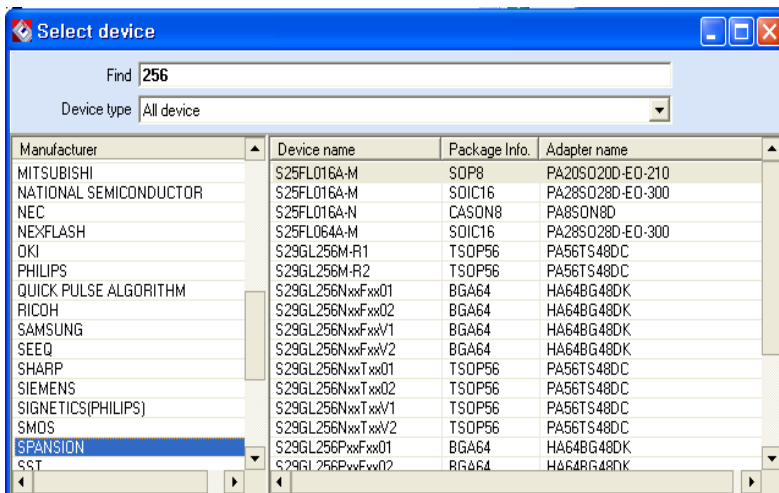 Select device
Find 256
Device type All device
Manufacturer Device name Package Info. Adapter name
MITSUBISHI S25FL016A-M SOP8 PA20SO20D-EO-210
NATIONAL SEMICONDUCTOR S25FL016A-M SOIC16 PA28SO28D-EO-300
NEC S25FL016A-N CASON8 PA8SON8D
NEXFLASH S25FL064A-M SOIC16 PA28SO28D-EO-300
OKI S29GL256M-R1 TSOP56 PA56TS48DC
PHILIPS S29GL256M-R2 TSOP56 PA56TS48DC
QUICK PULSE ALGORITHM S29GL256NxxFxx01 BGA64 HA64BG48DK
RICOH S29GL256NxxFxx02 BGA64 HA64BG48DK
SAMSUNG S29GL256NxxFxxV1 BGA64 HA64BG48DK
SEEQ S29GL256NxxFxxV2 BGA64 HA64BG48DK
SHARP S29GL256NxxTxx01 TSOP56 PA56TS48DC
SIEMENS S29GL256NxxTxx02 TSOP56 PA56TS48DC
SIGNETICS(PHILIPS) S29GL256NxxTxxV1 TSOP56 PA56TS48DC
SMOS S29GL256NxxTxxV2 TSOP56 PA56TS48DC
SPANSION S29GL256PxxFxx01 BGA64 HA64BG48DK
SST S29GL256PxxFxx02 BGA64 HA64BG48DK